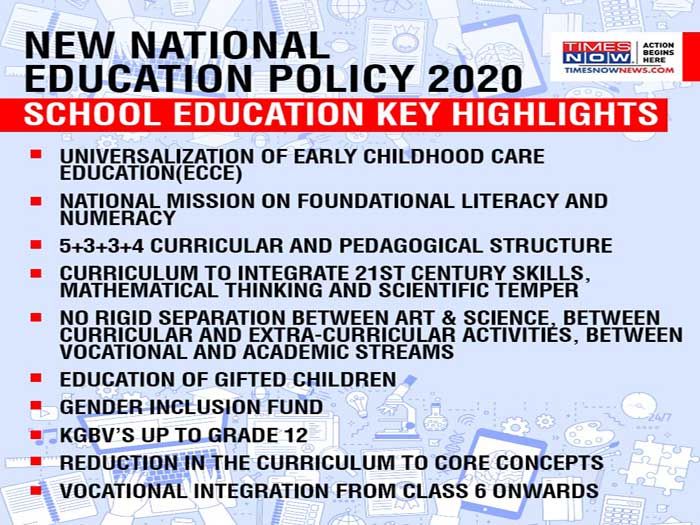 NEW NATIONAL
EDUCATION POLICY 2020
TIMES
NOW
ACTION
BEGINS
HERE
TIMESNOWNEWS.COM
SCHOOL EDUCATION KEY HIGHLIGHTS
UNIVERSALIZATION OF EARLY CHILDHOOD CARE
EDUCATION(ECCE)
NATIONAL MISSION ON FOUNDATIONAL LITERACY AND
NUMERACY
5+3+3+4 CURRICULAR AND PEDAGOGICAL STRUCTURE
CURRICULUM TO INTEGRATE 21ST CENTURY SKILLS,
MATHEMATICAL THINKING AND SCIENTIFIC TEMPER
NO RIGID SEPARATION BETWEEN ART & SCIENCE, BETWEEN
CURRICULAR AND EXTRA-CURRICULAR ACTIVITIES, BETWEEN
VOCATIONAL AND ACADEMIC STREAMS
EDUCATION OF GIFTED CHILDREN
GENDER INCLUSION FUND
KGBV'S UP TO GRADE 12
24/7
REDUCTION IN THE CURRICULUM TO CORE CONCEPTS
VOCATIONAL INTEGRATION FROM CLASS 6 ONWARDS